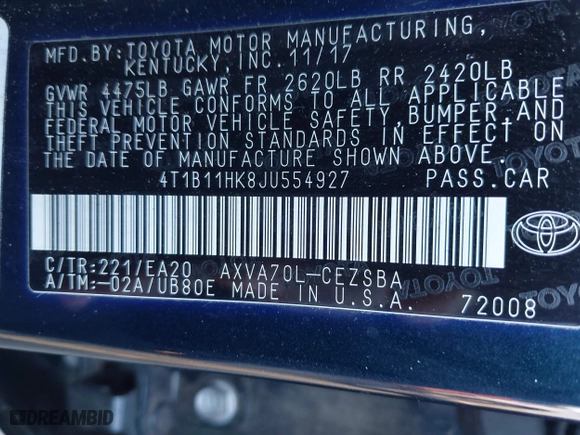 MFD.BY:TOYOTA MOTOR MANUFACTURING,
KENTUCKY, INC. 11/17
GVWR 4475LB GAWR FR 2620LB RR 2420LB
THIS VEHICLE CONFORMS TO ALL APPLICABLE
FEDERAL MOTOR VEHICLE SAFETY, BUMPER, AND
THEFT PREVENTION STANDARDS IN EFFECT ON
THE DATE OF MANUFACTURE SHOWN ABOVE.
4T1B11HK8JU554927 PASS.CAR
C/TR:221/EA20 AXVA70L-CEZSBA
A/TM:-02A/UB80E MADE IN U.S.A.
72008
DREAMBID